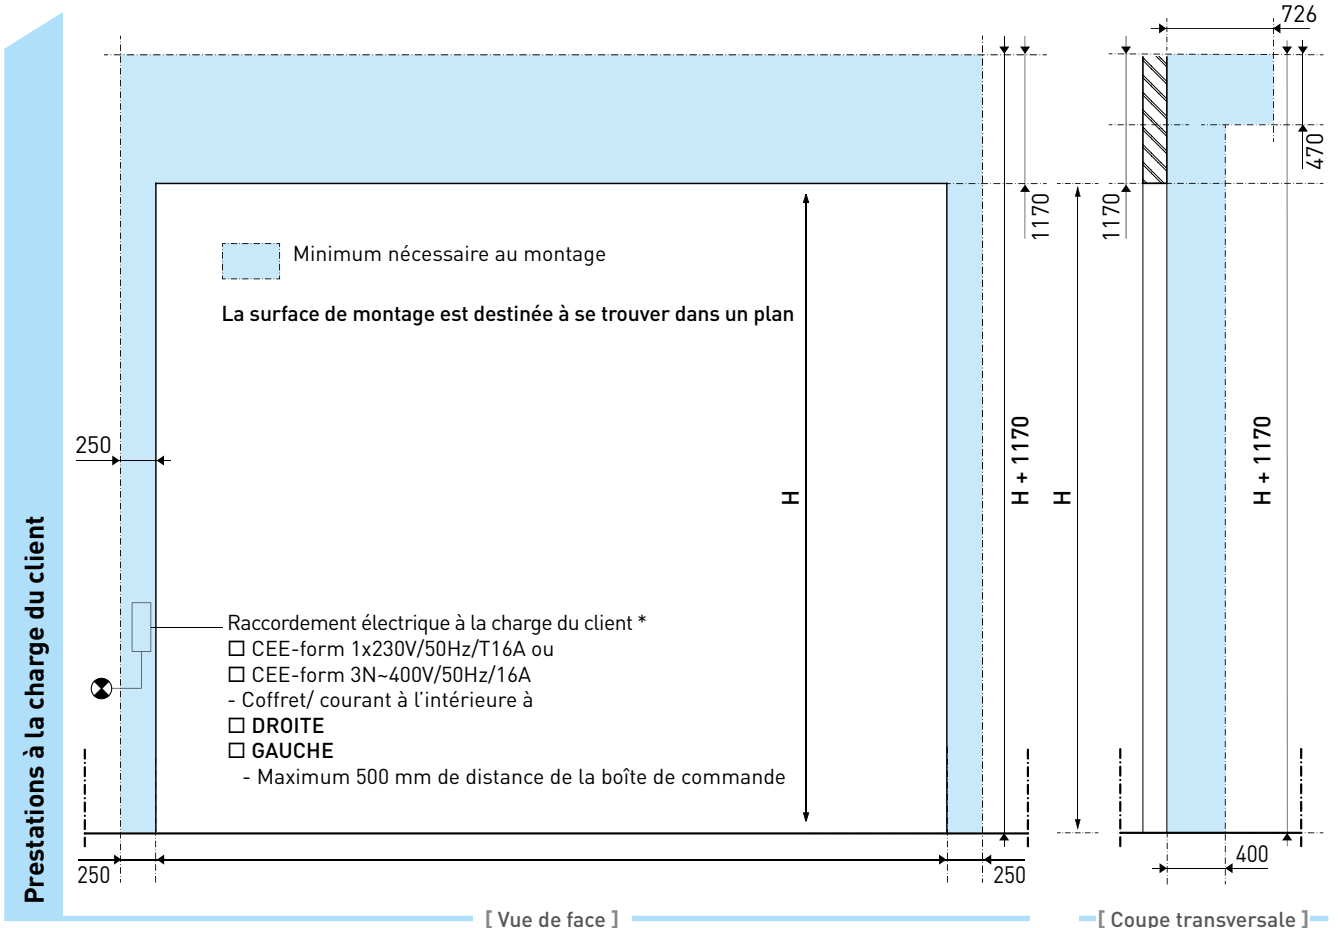 Prestations à la charge du client
726
470
1170
1170
Minimum nécessaire au montage
La surface de montage est destinée à se trouver dans un plan
250
H
H + 1170
H
H + 1170
Raccordement électrique à la charge du client *
☐ CEE-form 1x230V/50Hz/T16A ou
☐ CEE-form 3N~400V/50Hz/16A
- Coffret/ courant à l'intérieure à
☐ DROITE
☐ GAUCHE
- Maximum 500 mm de distance de la boîte de commande
250
250
400
[ Vue de face ]
[ Coupe transversale ]